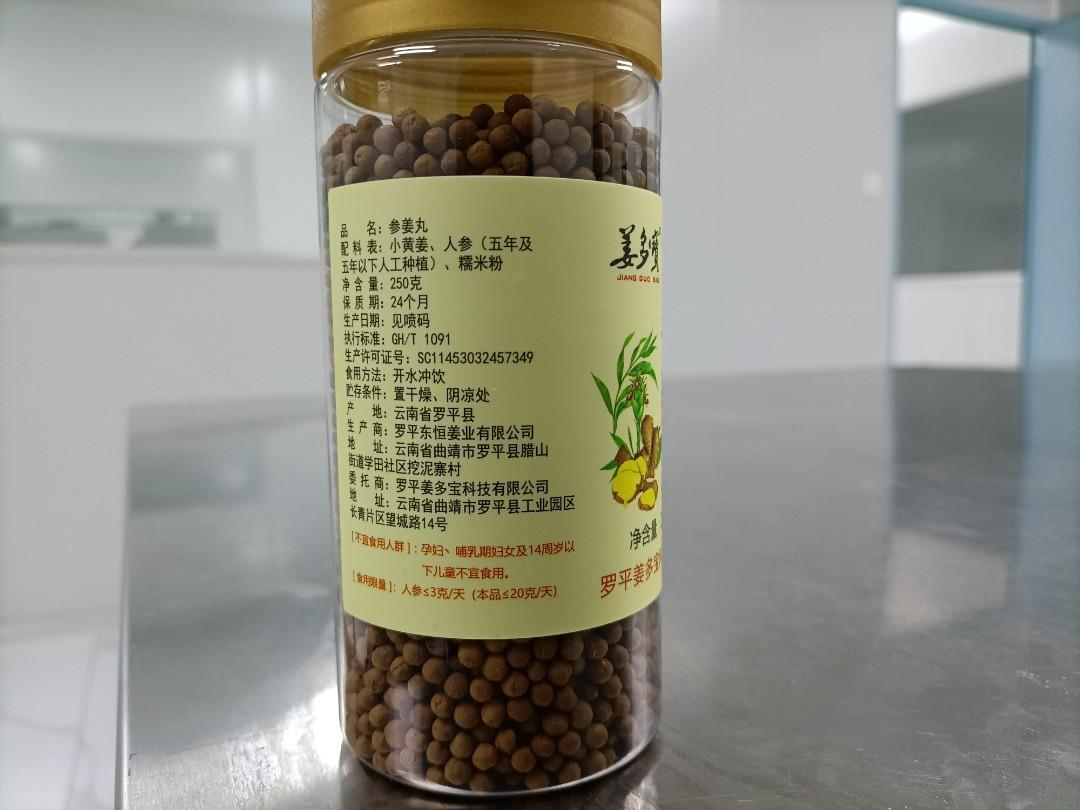 品 名：参姜丸
配 料 表：小黄姜、人参（五年及
五年以下人工种植）、糯米粉
净 含 量：250克
保 质 期：24个月
生产日期：见喷码
执行标准：GH/T 1091
生产许可证号：SC11453032457349
食用方法：开水冲饮
贮存条件：置干燥、阴凉处
产 地：云南省罗平县
生 产 商：罗平东恒姜业有限公司
地 址：云南省曲靖市罗平县腊山
街道学田社区挖泥寨村
委 托 商：罗平姜多宝科技有限公司
地 址：云南省曲靖市罗平县工业园区
长青片区望城路14号
[不宜食用人群]：孕妇、哺乳期妇女及14周岁以
下儿童不宜食用。
[食用限量]：人参≤3克/天（本品≤20克/天）
姜多寶
JIANG DUO BAO
净含量
罗平姜多宝